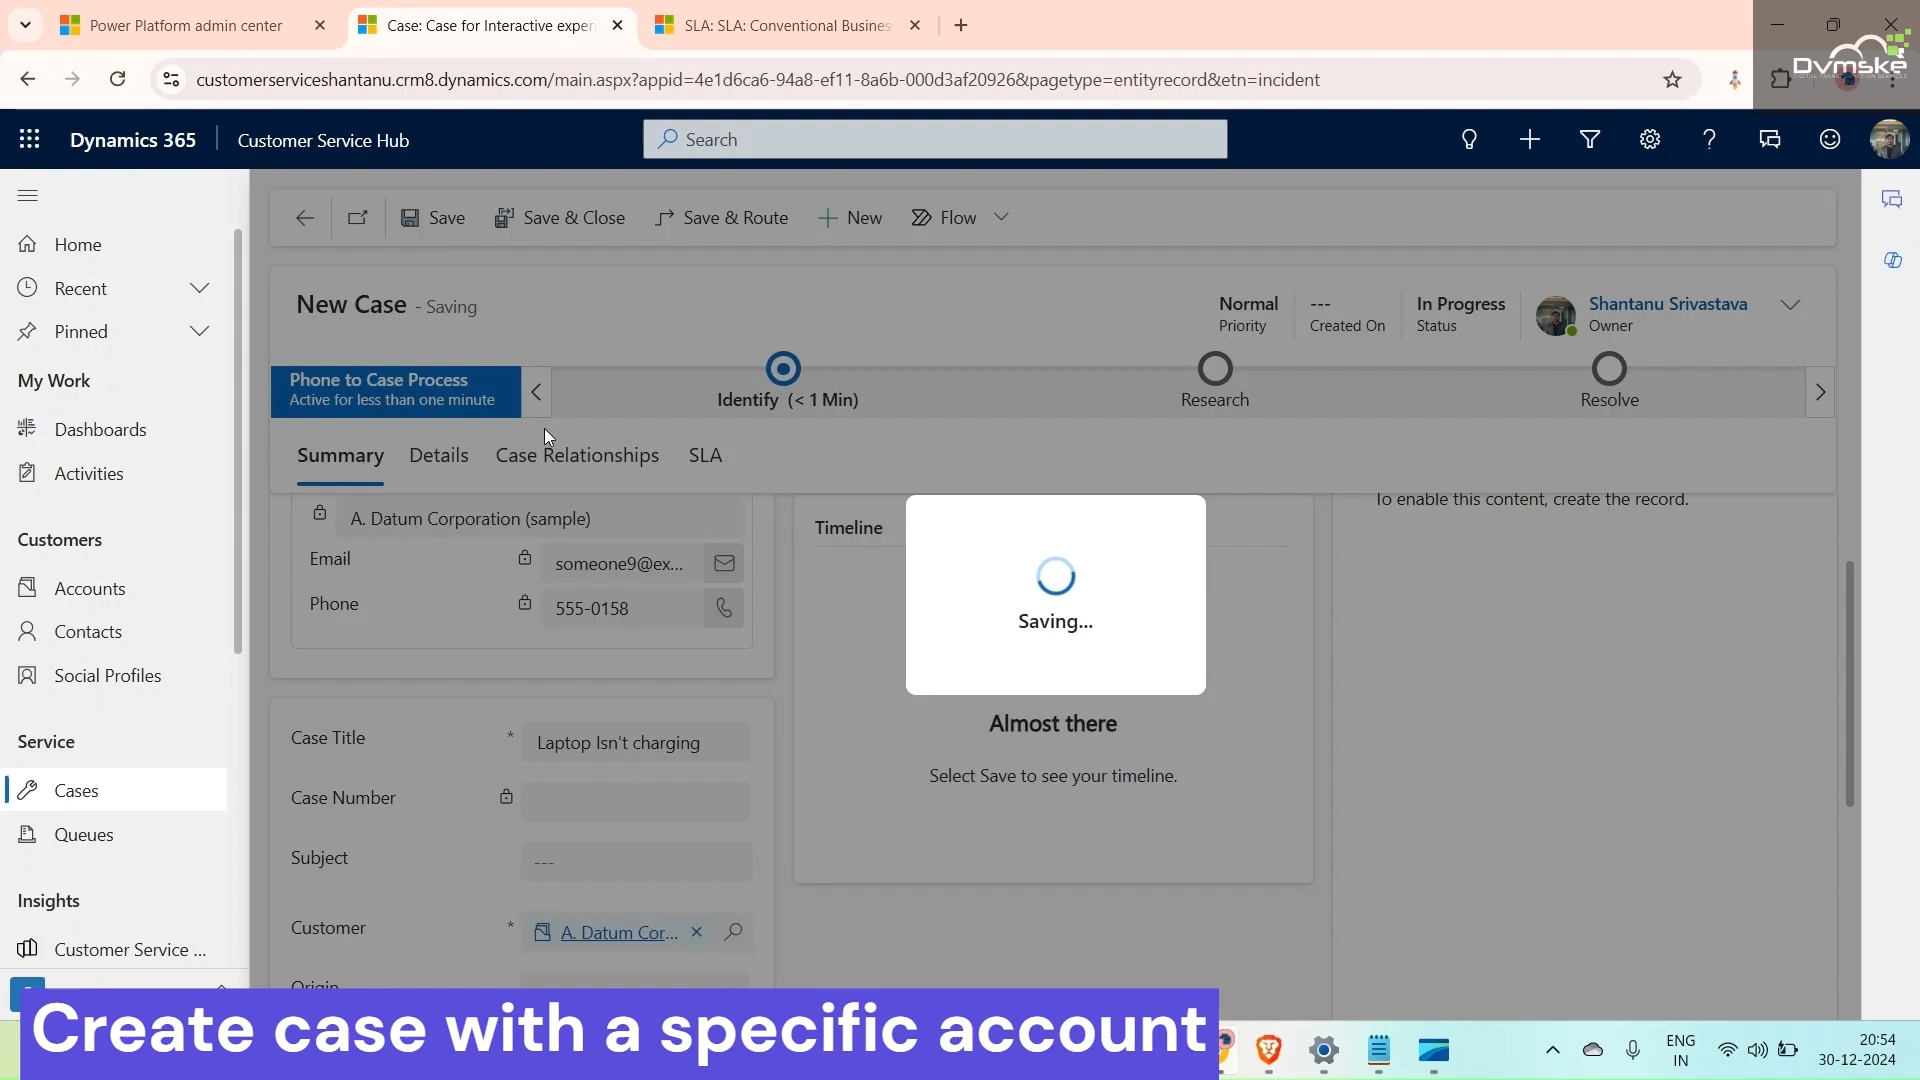 Power Platform admin center
Case: Case for Interactive experi
SLA: SLA: Conventional Busines
customerserviceshantanu.crm8.dynamics.com/main.aspx?appid=4e1d6ca6-94a8-ef11-8a6b-000d3af20926&pagetype=entityrecord&etn=incident
Dvmske
Dynamics 365
Customer Service Hub
Search
Save
Save & Close
Save & Route
New
Flow
Home
Recent
Pinned
My Work
Dashboards
Activities
Customers
Accounts
Contacts
Social Profiles
Service
Cases
Queues
Insights
Customer Service ...
New Case - Saving
Normal
Priority
---
Created On
In Progress
Status
Shantanu Srivastava
Owner
Phone to Case Process
Active for less than one minute
Identify (< 1 Min)
Research
Resolve
Summary
Details
Case Relationships
SLA
A. Datum Corporation (sample)
Email
someone9@ex...
Phone
555-0158
Case Title
*
Laptop Isn't charging
Case Number
Subject
---
Customer
*
A. Datum Cor...
Origin
Timeline
Saving...
Almost there
Select Save to see your timeline.
To enable this content, create the record.
Create case with a specific account
ENG
IN
20:54
30-12-2024